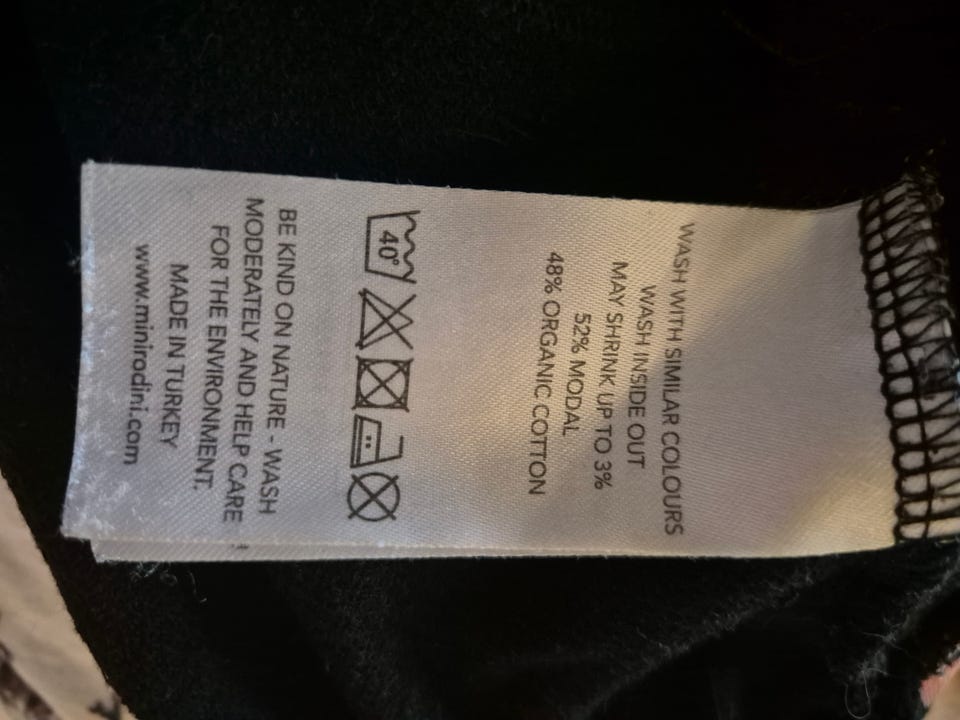 WASH WITH SIMILAR COLOURS
WASH INSIDE OUT
MAY SHRINK UP TO 3%
52% MODAL
48% ORGANIC COTTON
40°
BE KIND ON NATURE - WASH
MODERATELY AND HELP CARE
FOR THE ENVIRONMENT.
MADE IN TURKEY
www.minirodini.com